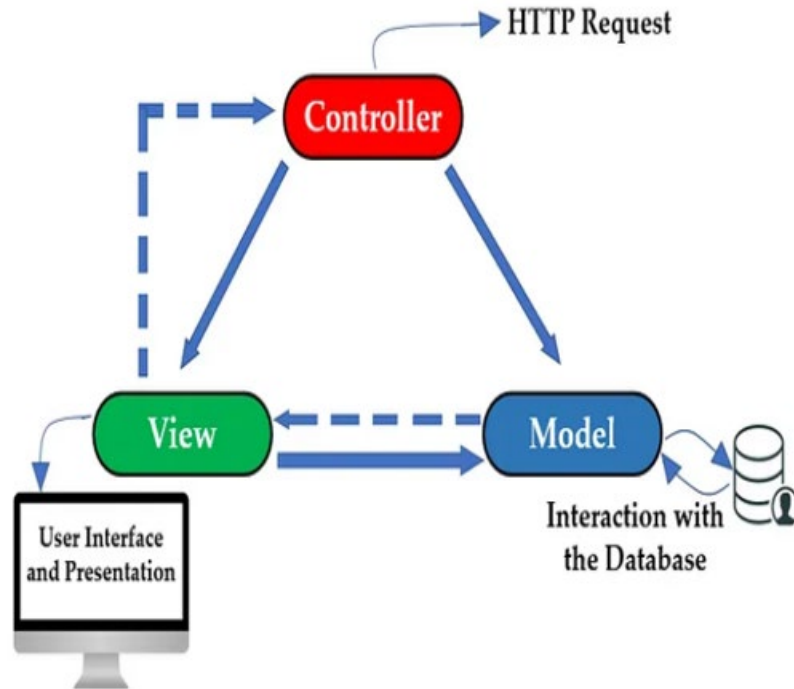 HTTP Request
Controller
View
Model
User Interface
and Presentation
Interaction with
the Database